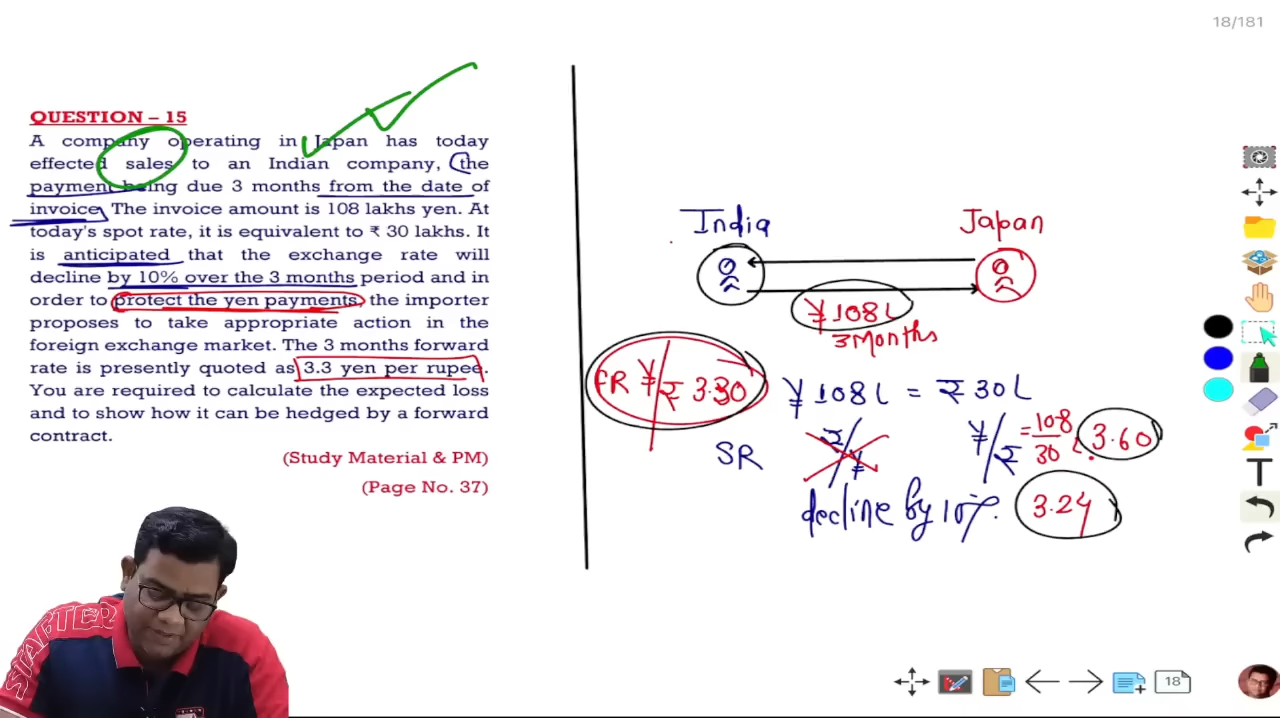 18/181
QUESTION – 15
A company operating in Japan has today
effected sales to an Indian company, the
payment being due 3 months from the date of
invoice. The invoice amount is 108 lakhs yen. At
today's spot rate, it is equivalent to ₹ 30 lakhs. It
is anticipated that the exchange rate will
decline by 10% over the 3 months period and in
order to protect the yen payments, the importer
proposes to take appropriate action in the
foreign exchange market. The 3 months forward
rate is presently quoted as 3.3 yen per rupee.
You are required to calculate the expected loss
and to show how it can be hedged by a forward
contract.
(Study Material & PM)
(Page No. 37)
India
Japan
¥108L
3 Months
FR ¥/₹ 3.30
¥108L = ₹30L
SR ₹/¥ ¥/₹ = 108/30 3.60
decline by 10%. 3.24
STARTER
T
18